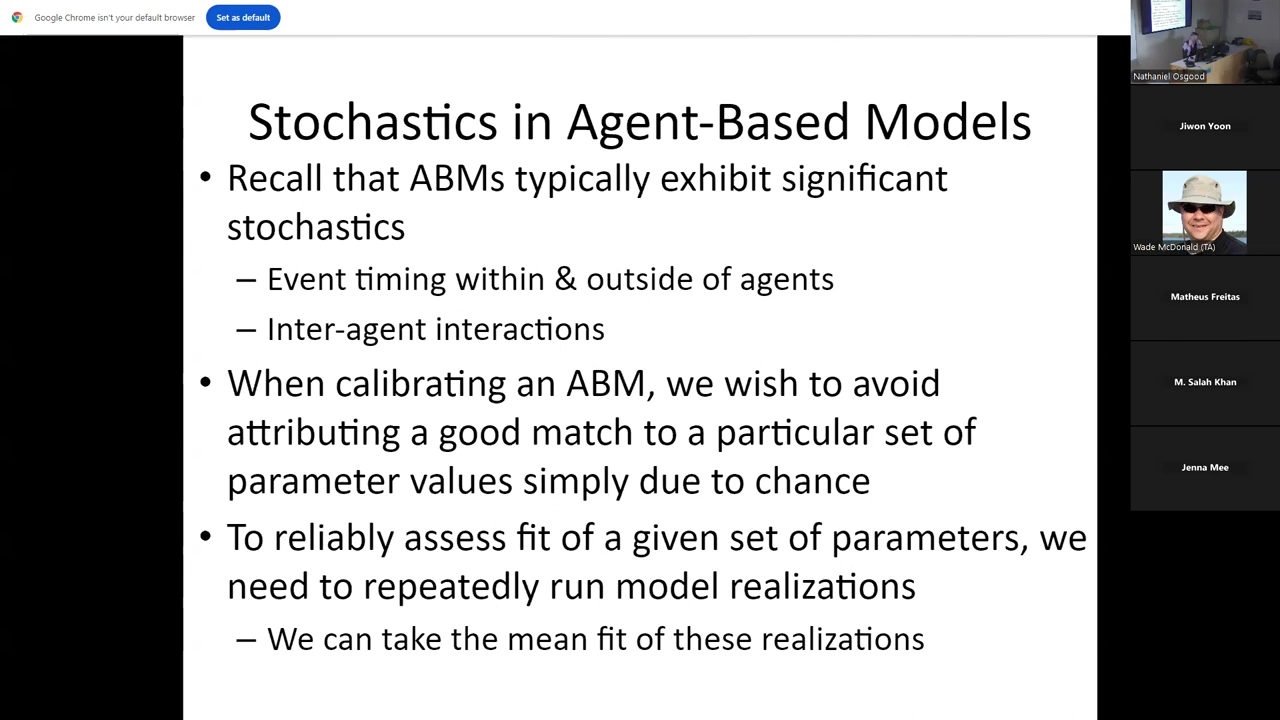 Google Chrome isn't your default browser
Set as default
Stochastics in Agent-Based Models
• Recall that ABMs typically exhibit significant
stochastics
– Event timing within & outside of agents
– Inter-agent interactions
• When calibrating an ABM, we wish to avoid
attributing a good match to a particular set of
parameter values simply due to chance
• To reliably assess fit of a given set of parameters, we
need to repeatedly run model realizations
– We can take the mean fit of these realizations
Nathaniel Osgood
Jiwon Yoon
Wade McDonald (TA)
Matheus Freitas
M. Salah Khan
Jenna Mee